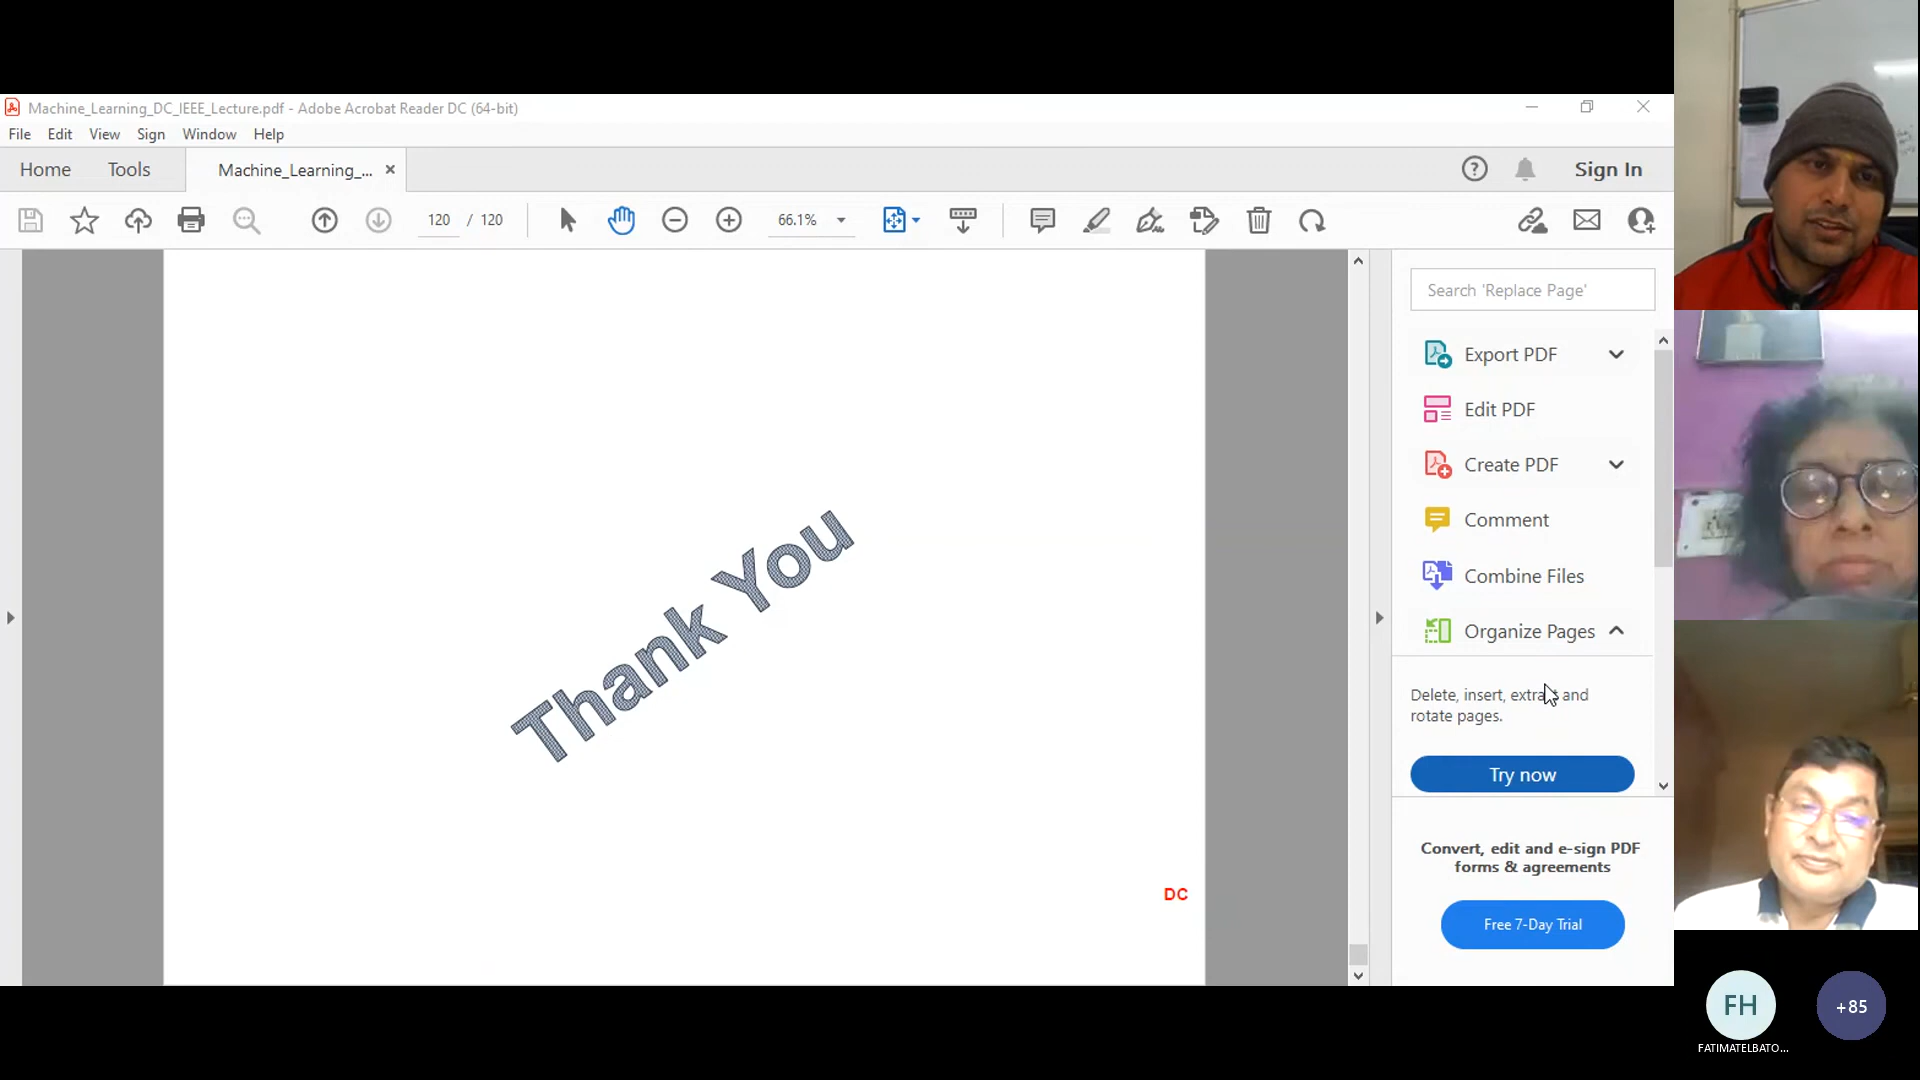 Machine_Learning_DC_IEEE_Lecture.pdf - Adobe Acrobat Reader DC (64-bit)
File Edit View Sign Window Help
Home Tools Machine_Learning_... Sign In
120 / 120 66.1%
Search 'Replace Page'
Export PDF
Edit PDF
Create PDF
Comment
Combine Files
Organize Pages
Delete, insert, extract and
rotate pages.
Try now
Convert, edit and e-sign PDF
forms & agreements
Free 7-Day Trial
Thank You
DC
FH
FATIMATELBATO...
+85